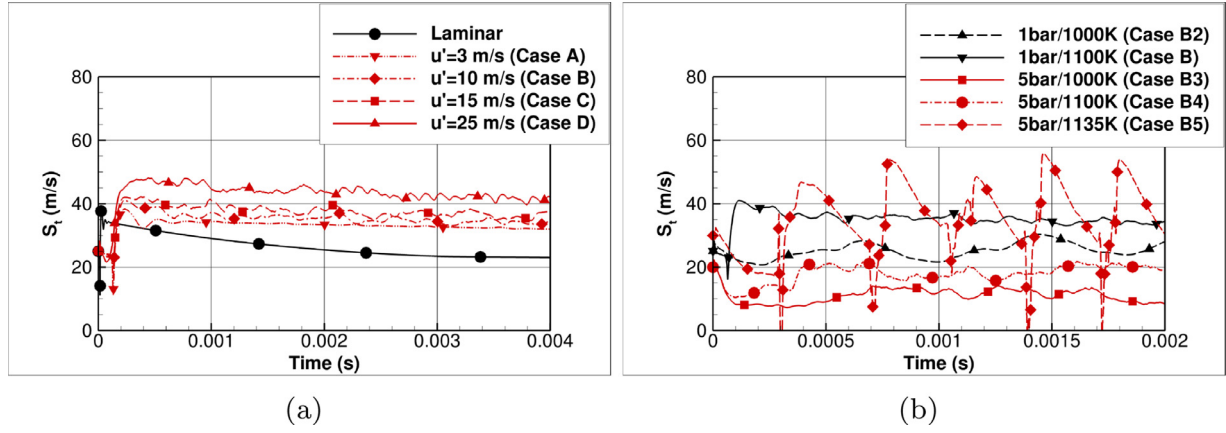 Laminar
u'=3 m/s (Case A)
u'=10 m/s (Case B)
u'=15 m/s (Case C)
u'=25 m/s (Case D)
80
60
40
20
0
S_t (m/s)
0
0.001
0.002
0.003
0.004
Time (s)
(a)
1bar/1000K (Case B2)
1bar/1100K (Case B)
5bar/1000K (Case B3)
5bar/1100K (Case B4)
5bar/1135K (Case B5)
80
60
40
20
0
S_t (m/s)
0
0.0005
0.001
0.0015
0.002
Time (s)
(b)